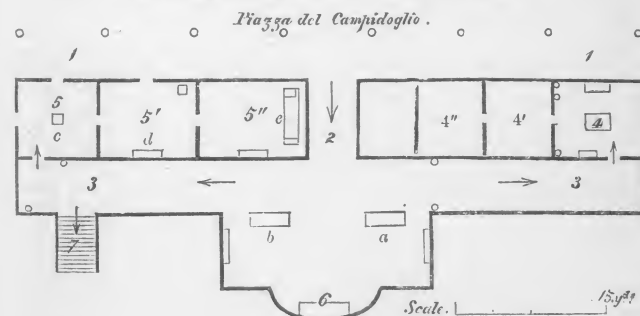 Piazza del Campidoglio.
1 1
5 5' 5" e 2 4" 4' 4
c d
3 3
7 b a
6
Scale. 15 yds